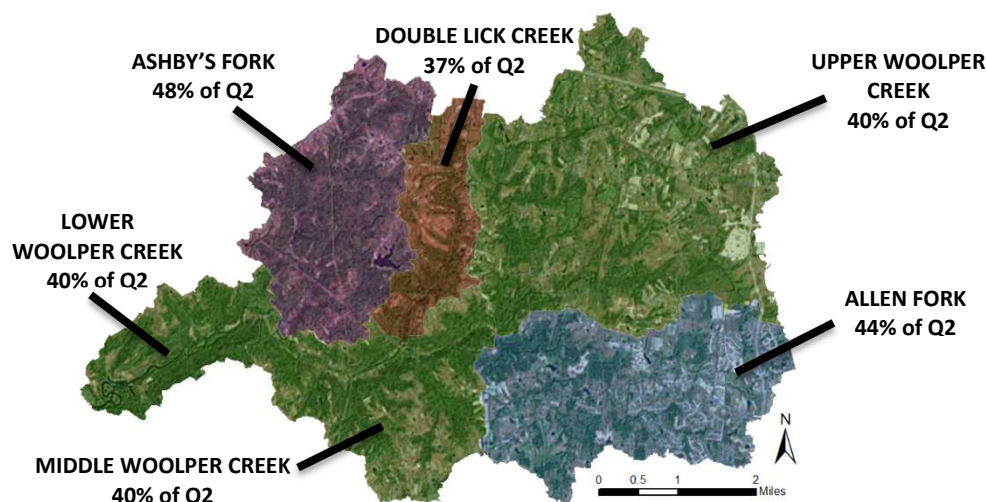 DOUBLE LICK CREEK
37% of Q2
ASHBY’S FORK
48% of Q2
UPPER WOOLPER
CREEK
40% of Q2
LOWER
WOOLPER CREEK
40% of Q2
ALLEN FORK
44% of Q2
MIDDLE WOOLPER CREEK
40% of Q2
N
0 0.5 1 2
Miles